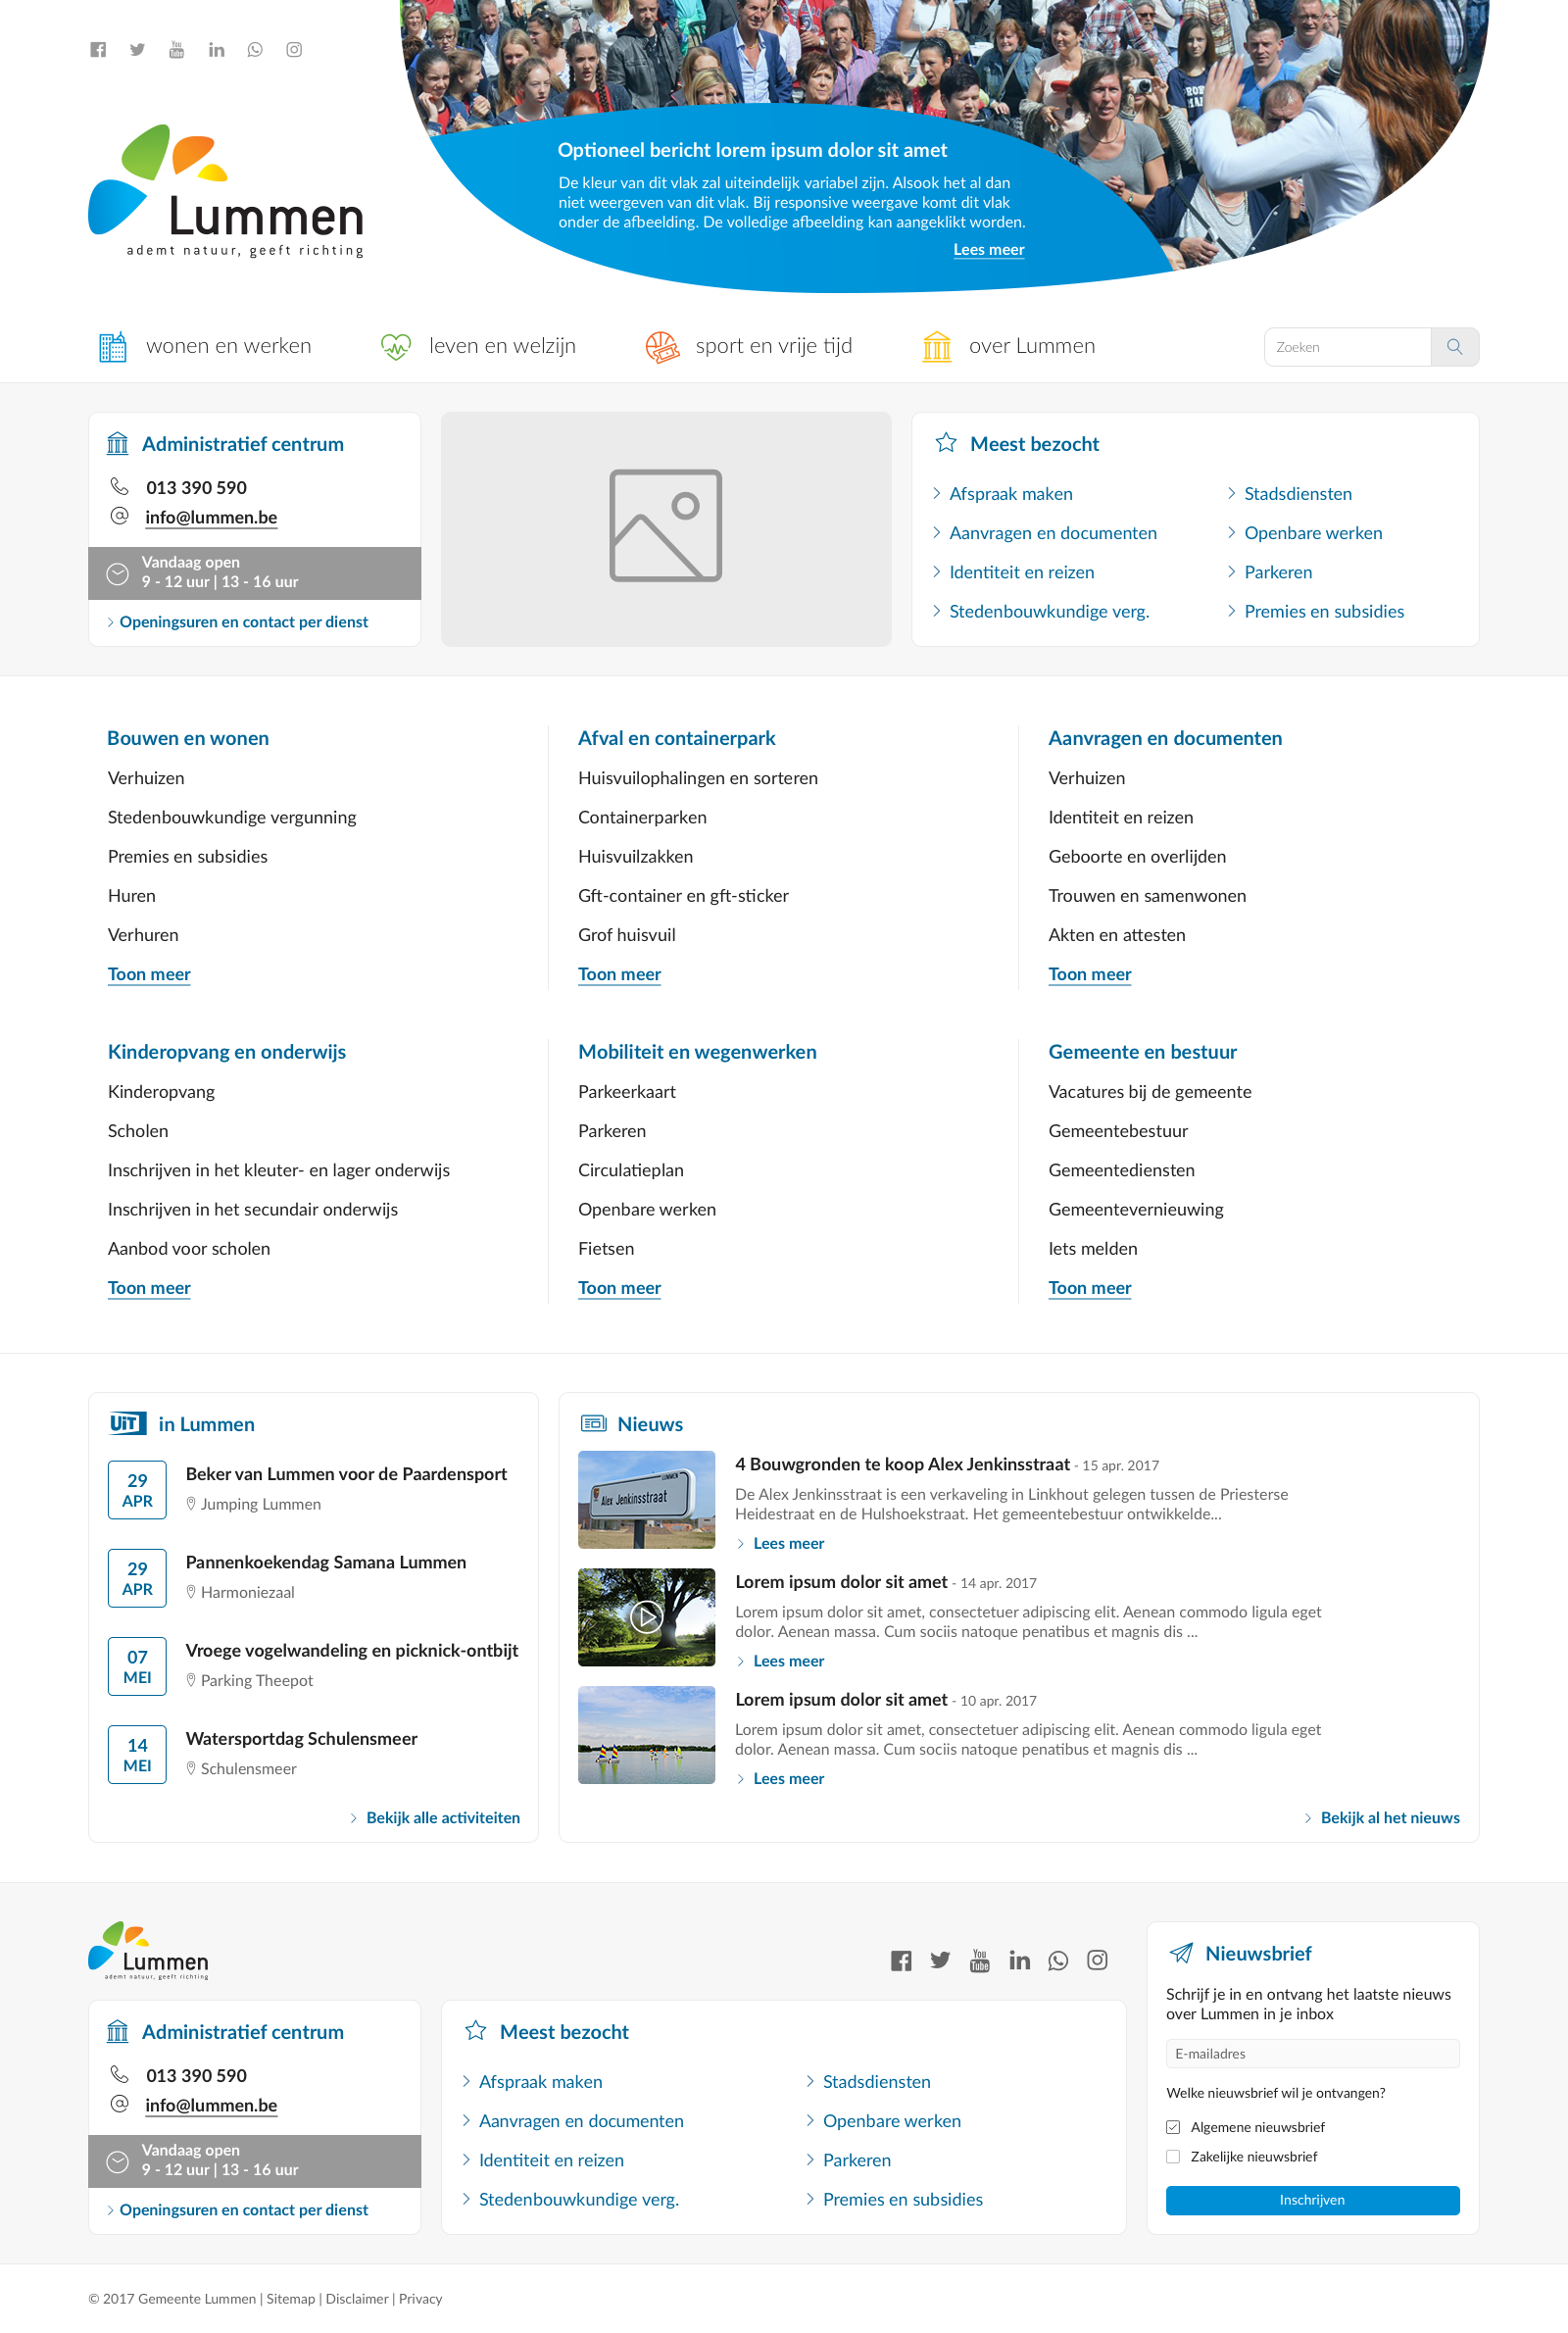 You
Tube
in
Lummen
ademt natuur, geeft richting
Optioneel bericht lorem ipsum dolor sit amet
De kleur van dit vlak zal uiteindelijk variabel zijn. Alsook het al dan
niet weergeven van dit vlak. Bij responsive weergave komt dit vlak
onder de afbeelding. De volledige afbeelding kan aangeklikt worden.
Lees meer
wonen en werken
leven en welzijn
sport en vrije tijd
over Lummen
Zoeken
Administratief centrum
013 390 590
info@lummen.be
Vandaag open
9 - 12 uur | 13 - 16 uur
Openingsuren en contact per dienst
Meest bezocht
Afspraak maken
Aanvragen en documenten
Identiteit en reizen
Stedenbouwkundige verg.
Stadsdiensten
Openbare werken
Parkeren
Premies en subsidies
Bouwen en wonen
Verhuizen
Stedenbouwkundige vergunning
Premies en subsidies
Huren
Verhuren
Toon meer
Afval en containerpark
Huisvuilophalingen en sorteren
Containerparken
Huisvuilzakken
Gft-container en gft-sticker
Grof huisvuil
Toon meer
Aanvragen en documenten
Verhuizen
Identiteit en reizen
Geboorte en overlijden
Trouwen en samenwonen
Akten en attesten
Toon meer
Kinderopvang en onderwijs
Kinderopvang
Scholen
Inschrijven in het kleuter- en lager onderwijs
Inschrijven in het secundair onderwijs
Aanbod voor scholen
Toon meer
Mobiliteit en wegenwerken
Parkeerkaart
Parkeren
Circulatieplan
Openbare werken
Fietsen
Toon meer
Gemeente en bestuur
Vacatures bij de gemeente
Gemeentebestuur
Gemeentediensten
Gemeentevernieuwing
Iets melden
Toon meer
UiT in Lummen
29
APR
Beker van Lummen voor de Paardensport
Jumping Lummen
29
APR
Pannenkoekendag Samana Lummen
Harmoniezaal
07
MEI
Vroege vogelwandeling en picknick-ontbijt
Parking Theepot
14
MEI
Watersportdag Schulensmeer
Schulensmeer
Bekijk alle activiteiten
Nieuws
LUMMEN
Alex Jenkinsstraat
4 Bouwgronden te koop Alex Jenkinsstraat - 15 apr. 2017
De Alex Jenkinsstraat is een verkaveling in Linkhout gelegen tussen de Priesterse
Heidestraat en de Hulshoekstraat. Het gemeentebestuur ontwikkelde...
Lees meer
Lorem ipsum dolor sit amet - 14 apr. 2017
Lorem ipsum dolor sit amet, consectetuer adipiscing elit. Aenean commodo ligula eget
dolor. Aenean massa. Cum sociis natoque penatibus et magnis dis ...
Lees meer
Lorem ipsum dolor sit amet - 10 apr. 2017
Lorem ipsum dolor sit amet, consectetuer adipiscing elit. Aenean commodo ligula eget
dolor. Aenean massa. Cum sociis natoque penatibus et magnis dis ...
Lees meer
Bekijk al het nieuws
Lummen
ademt natuur, geeft richting
You
Tube
in
Administratief centrum
013 390 590
info@lummen.be
Vandaag open
9 - 12 uur | 13 - 16 uur
Openingsuren en contact per dienst
Meest bezocht
Afspraak maken
Aanvragen en documenten
Identiteit en reizen
Stedenbouwkundige verg.
Stadsdiensten
Openbare werken
Parkeren
Premies en subsidies
Nieuwsbrief
Schrijf je in en ontvang het laatste nieuws
over Lummen in je inbox
E-mailadres
Welke nieuwsbrief wil je ontvangen?
Algemene nieuwsbrief
Zakelijke nieuwsbrief
Inschrijven
© 2017 Gemeente Lummen | Sitemap | Disclaimer | Privacy